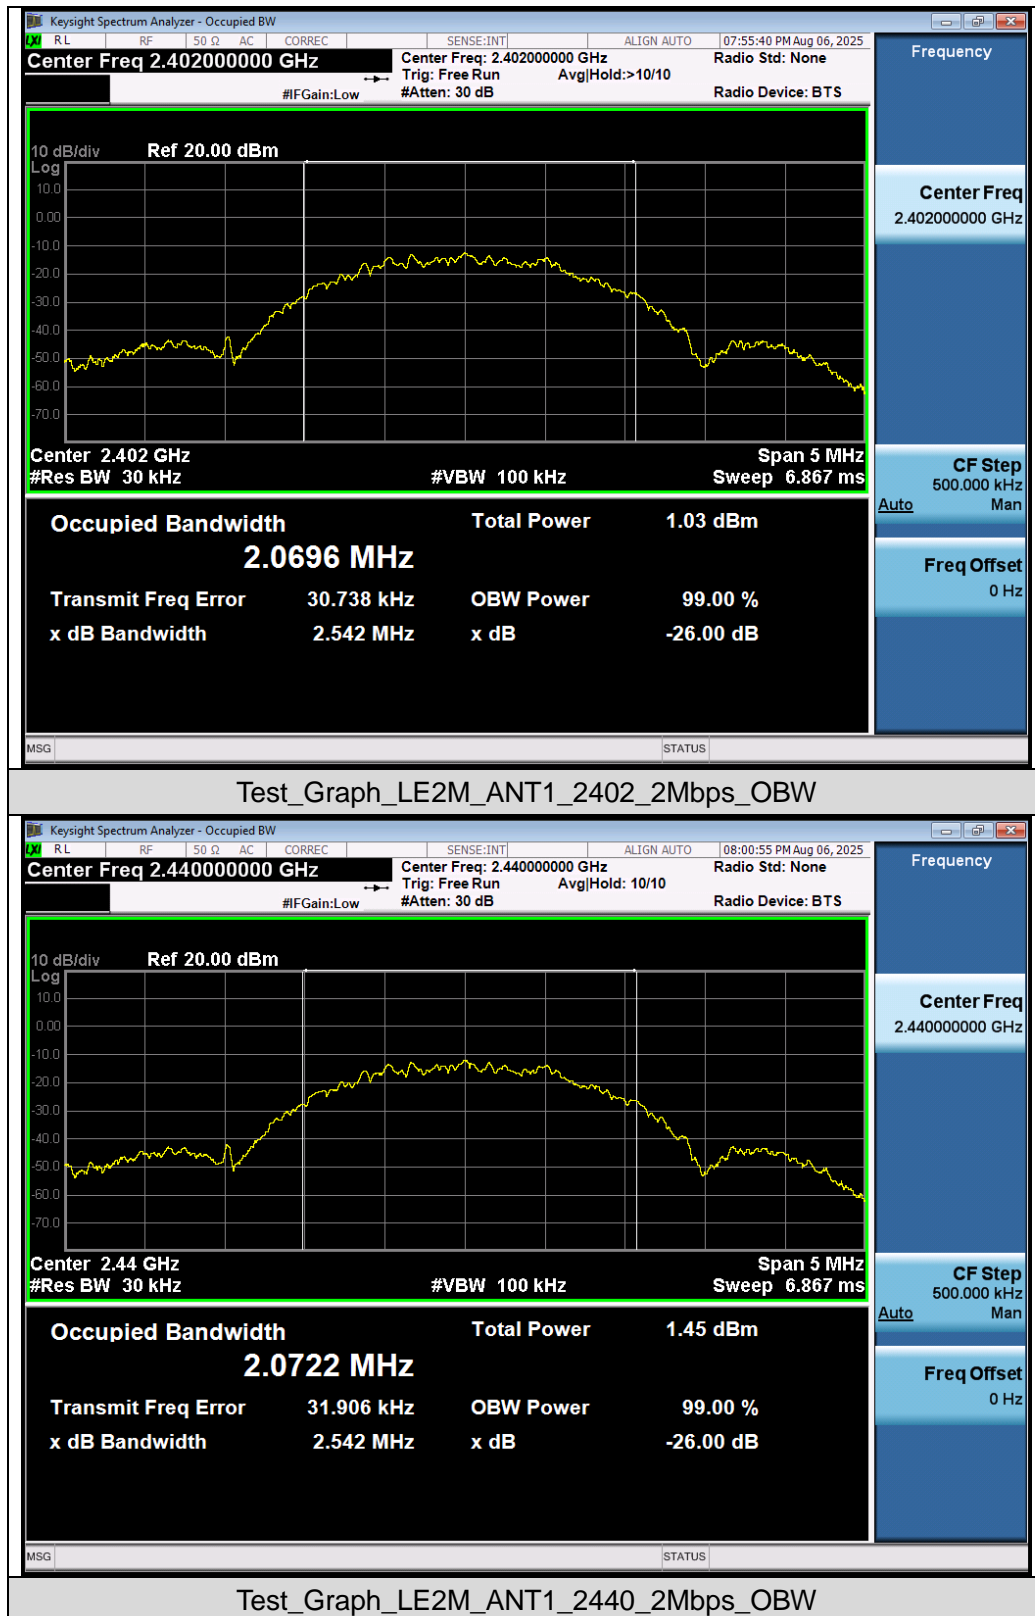 Keysight Spectrum Analyzer - Occupied BW
LXI RL RF 50 Ω AC CORREC SENSE:INT ALIGN AUTO 07:55:40 PM Aug 06, 2025
Center Freq 2.402000000 GHz
Center Freq: 2.402000000 GHz
Radio Std: None
Trig: Free Run Avg|Hold:>10/10
#IFGain:Low #Atten: 30 dB Radio Device: BTS
Frequency
10 dB/div Ref 20.00 dBm
Log
10.0
0.00
-10.0
-20.0
-30.0
-40.0
-50.0
-60.0
-70.0
Center 2.402 GHz Span 5 MHz
#Res BW 30 kHz #VBW 100 kHz Sweep 6.867 ms
Center Freq
2.402000000 GHz
CF Step
500.000 kHz
Auto Man
Freq Offset
0 Hz
Occupied Bandwidth Total Power 1.03 dBm
2.0696 MHz
Transmit Freq Error 30.738 kHz OBW Power 99.00 %
x dB Bandwidth 2.542 MHz x dB -26.00 dB
MSG STATUS
Test_Graph_LE2M_ANT1_2402_2Mbps_OBW
Keysight Spectrum Analyzer - Occupied BW
LXI RL RF 50 Ω AC CORREC SENSE:INT ALIGN AUTO 08:00:55 PM Aug 06, 2025
Center Freq 2.440000000 GHz
Center Freq: 2.440000000 GHz
Radio Std: None
Trig: Free Run Avg|Hold: 10/10
#IFGain:Low #Atten: 30 dB Radio Device: BTS
Frequency
10 dB/div Ref 20.00 dBm
Log
10.0
0.00
-10.0
-20.0
-30.0
-40.0
-50.0
-60.0
-70.0
Center 2.44 GHz Span 5 MHz
#Res BW 30 kHz #VBW 100 kHz Sweep 6.867 ms
Center Freq
2.440000000 GHz
CF Step
500.000 kHz
Auto Man
Freq Offset
0 Hz
Occupied Bandwidth Total Power 1.45 dBm
2.0722 MHz
Transmit Freq Error 31.906 kHz OBW Power 99.00 %
x dB Bandwidth 2.542 MHz x dB -26.00 dB
MSG STATUS
Test_Graph_LE2M_ANT1_2440_2Mbps_OBW